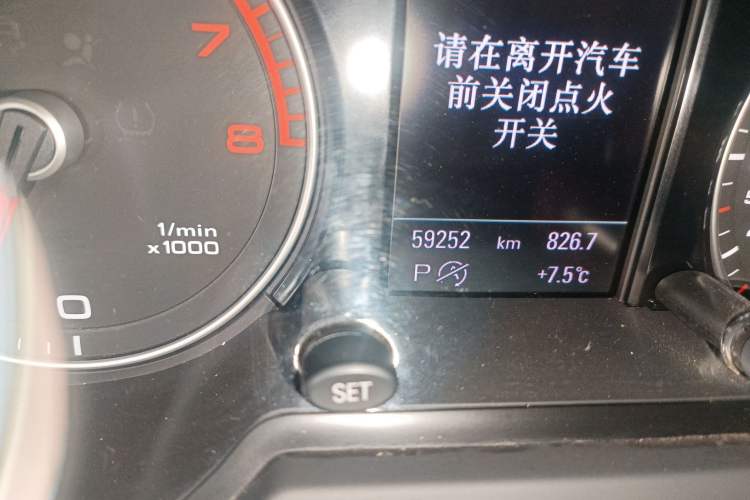 请在离开汽车
前关闭点火
开关
7
8
1/min
x1000
0
59252 km 826.7
P +7.5℃
SET